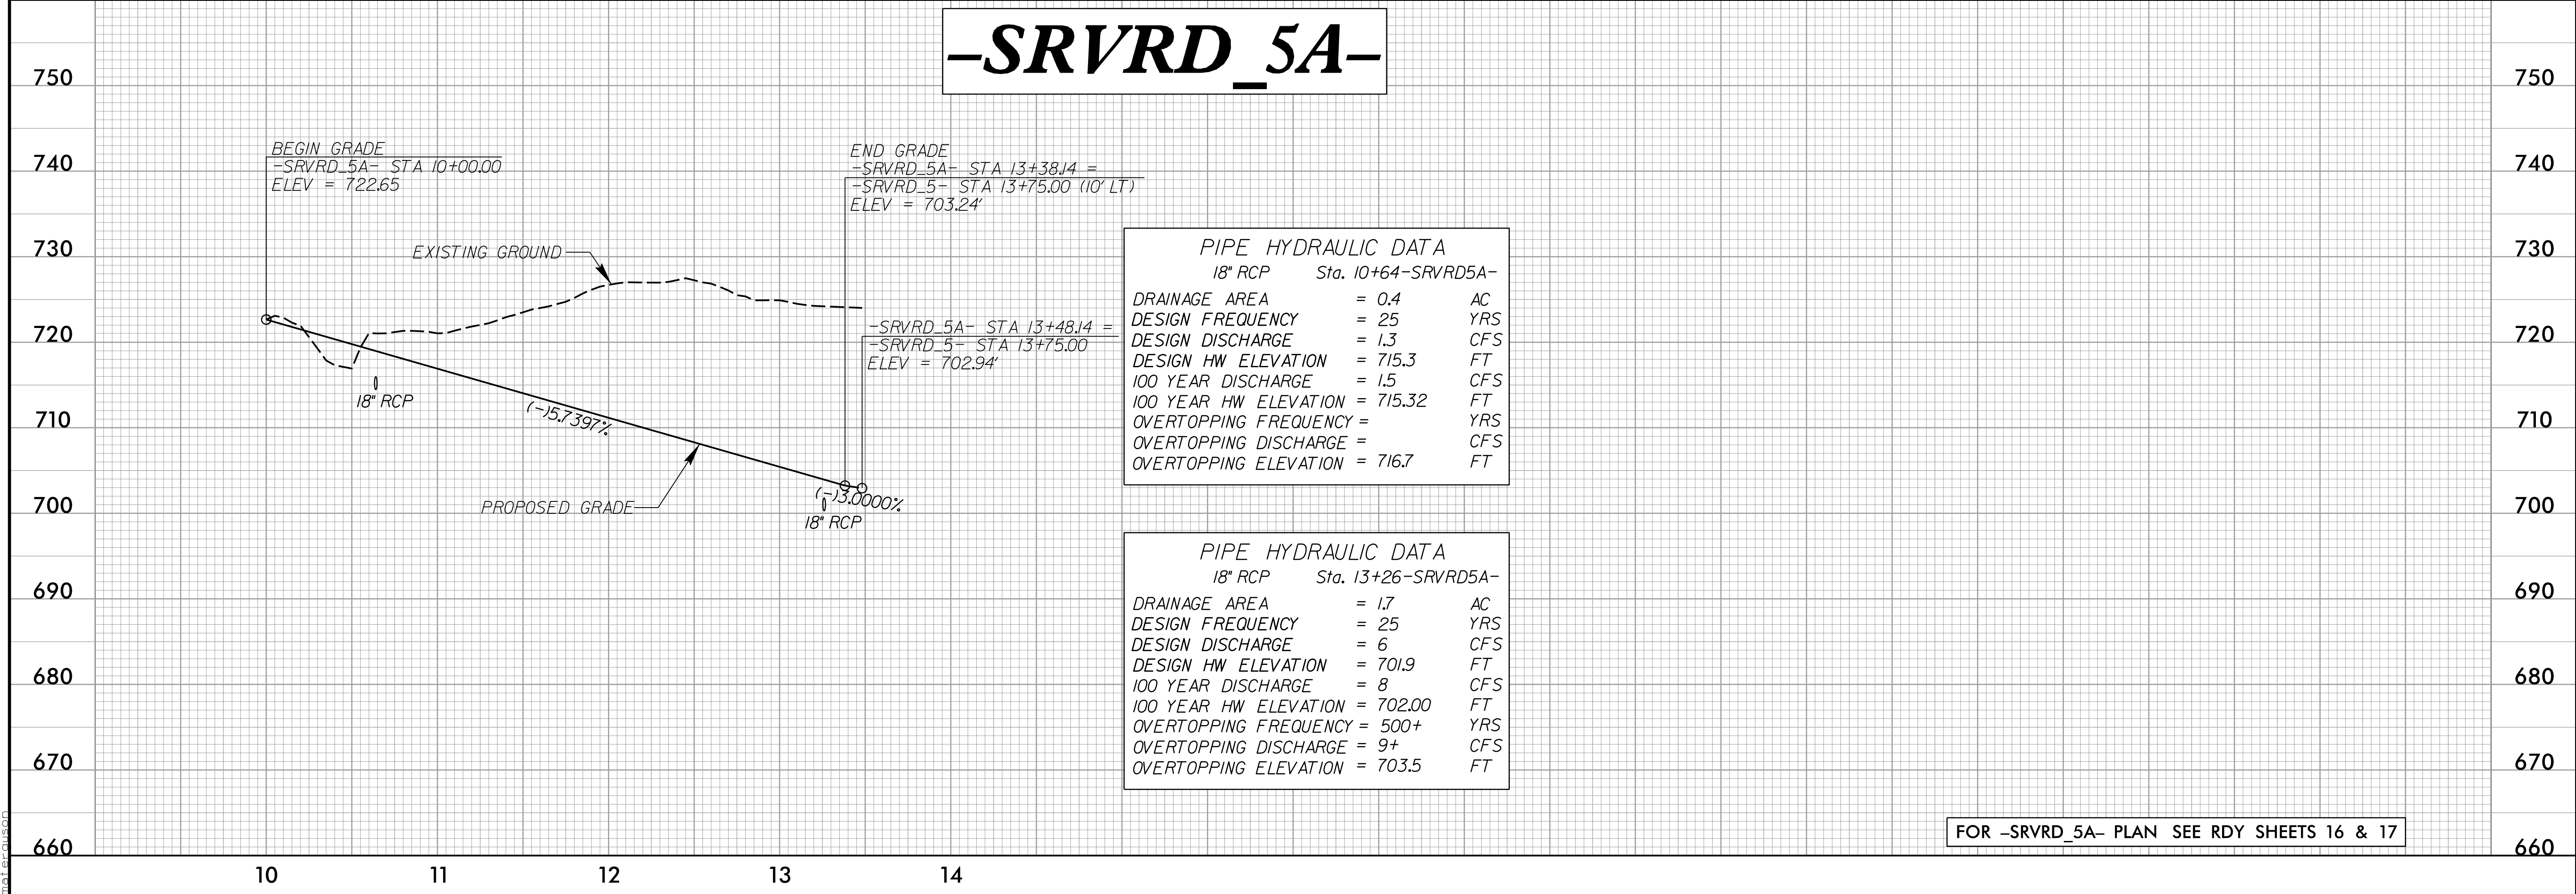 –SRVRD_5A–
750
750
BEGIN GRADE
-SRVRD_5A- STA 10+00.00
ELEV = 722.65
END GRADE
-SRVRD_5A- STA 13+38.14 =
-SRVRD_5- STA 13+75.00 (10' LT)
ELEV = 703.24'
740
740
EXISTING GROUND
730
730
-SRVRD_5A- STA 13+48.14 =
-SRVRD_5- STA 13+75.00
ELEV = 702.94'
720
720
18" RCP
(-)5.7397%
710
710
PROPOSED GRADE
(-)3.0000%
18" RCP
700
700
PIPE HYDRAULIC DATA
18" RCP Sta. 10+64-SRVRD5A-
DRAINAGE AREA = 0.4 AC
DESIGN FREQUENCY = 25 YRS
DESIGN DISCHARGE = 1.3 CFS
DESIGN HW ELEVATION = 715.3 FT
100 YEAR DISCHARGE = 1.5 CFS
100 YEAR HW ELEVATION = 715.32 FT
OVERTOPPING FREQUENCY = YRS
OVERTOPPING DISCHARGE = CFS
OVERTOPPING ELEVATION = 716.7 FT
PIPE HYDRAULIC DATA
18" RCP Sta. 13+26-SRVRD5A-
DRAINAGE AREA = 1.7 AC
DESIGN FREQUENCY = 25 YRS
DESIGN DISCHARGE = 6 CFS
DESIGN HW ELEVATION = 701.9 FT
100 YEAR DISCHARGE = 8 CFS
100 YEAR HW ELEVATION = 702.00 FT
OVERTOPPING FREQUENCY = 500+ YRS
OVERTOPPING DISCHARGE = 9+ CFS
OVERTOPPING ELEVATION = 703.5 FT
690
690
680
680
670
670
660
660
FOR –SRVRD_5A– PLAN SEE RDY SHEETS 16 & 17
10
11
12
13
14